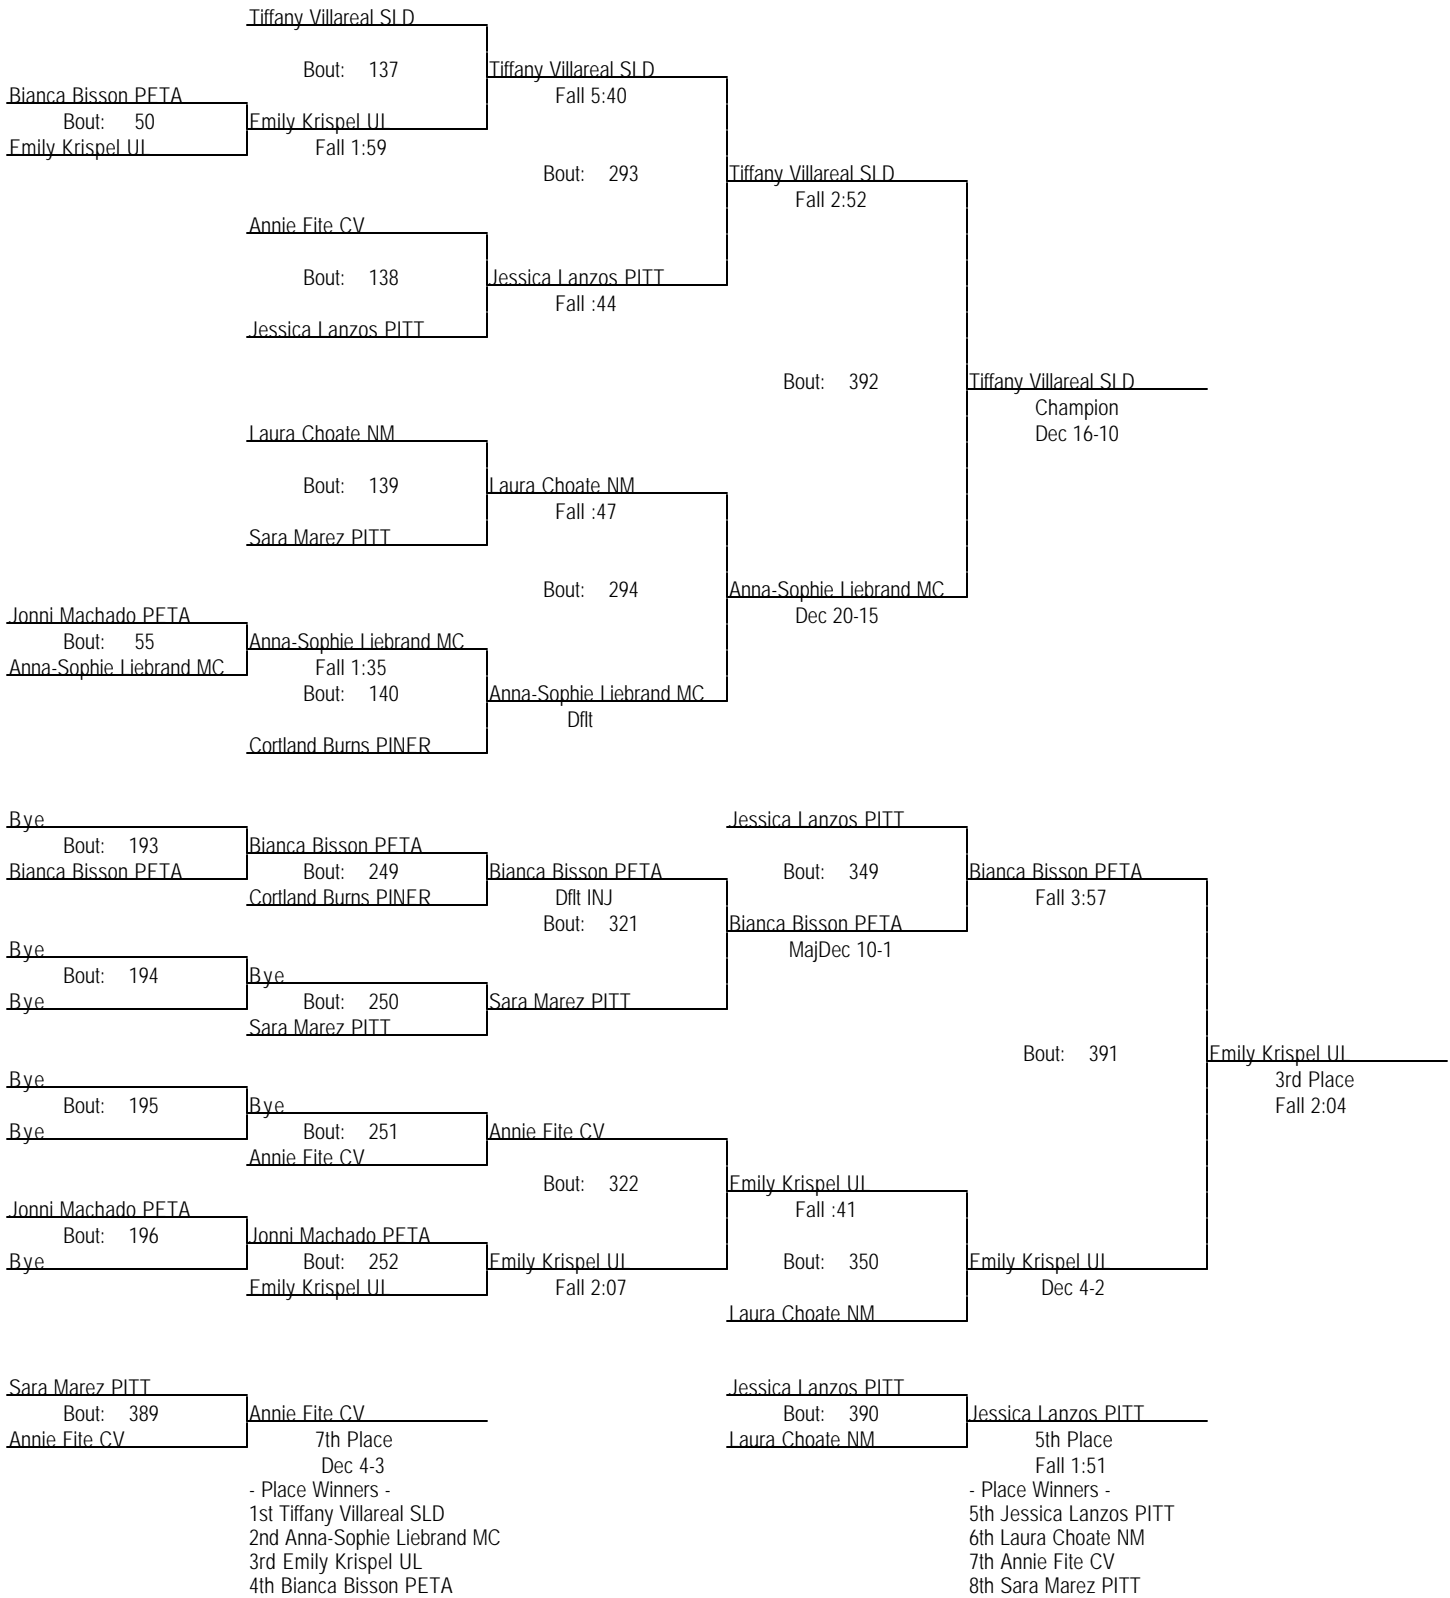 Tiffany Villareal SLD
Bout: 137
Tiffany Villareal SLD
Fall 5:40
Bianca Bisson PETA
Bout: 50
Emily Krispel UL
Emily Krispel UL
Fall 1:59
Bout: 293
Tiffany Villareal SLD
Fall 2:52
Annie Fite CV
Bout: 138
Jessica Lanzos PITT
Fall :44
Jessica Lanzos PITT
Bout: 392
Tiffany Villareal SLD
Champion
Dec 16-10
Laura Choate NM
Bout: 139
Laura Choate NM
Fall :47
Sara Marez PITT
Bout: 294
Anna-Sophie Liebrand MC
Dec 20-15
Jonni Machado PETA
Bout: 55
Anna-Sophie Liebrand MC
Anna-Sophie Liebrand MC
Fall 1:35
Bout: 140
Anna-Sophie Liebrand MC
Dflt
Cortland Burns PINER
Bye
Bout: 193
Bianca Bisson PETA
Bianca Bisson PETA
Bout: 249
Cortland Burns PINER
Bianca Bisson PETA
Dflt INJ
Bout: 321
Jessica Lanzos PITT
Bout: 349
Bianca Bisson PETA
MajDec 10-1
Bianca Bisson PETA
Fall 3:57
Bye
Bout: 194
Bye
Bye
Bout: 250
Sara Marez PITT
Sara Marez PITT
Bout: 391
Emily Krispel UL
3rd Place
Fall 2:04
Bye
Bout: 195
Bye
Bye
Bout: 251
Annie Fite CV
Annie Fite CV
Bout: 322
Emily Krispel UL
Fall :41
Jonni Machado PETA
Bout: 196
Bye
Jonni Machado PETA
Bout: 252
Emily Krispel UL
Emily Krispel UL
Fall 2:07
Bout: 350
Laura Choate NM
Emily Krispel UL
Dec 4-2
Sara Marez PITT
Bout: 389
Annie Fite CV
Annie Fite CV
7th Place
Dec 4-3
- Place Winners -
1st Tiffany Villareal SLD
2nd Anna-Sophie Liebrand MC
3rd Emily Krispel UL
4th Bianca Bisson PETA
Jessica Lanzos PITT
Bout: 390
Laura Choate NM
Jessica Lanzos PITT
5th Place
Fall 1:51
- Place Winners -
5th Jessica Lanzos PITT
6th Laura Choate NM
7th Annie Fite CV
8th Sara Marez PITT